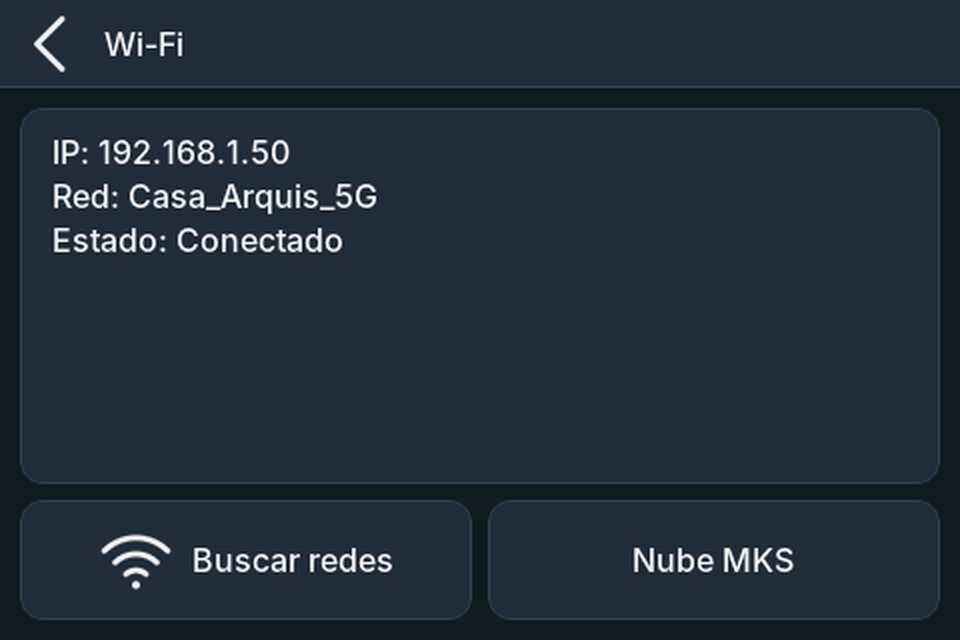 Wi-Fi
IP: 192.168.1.50
Red: Casa_Arquis_5G
Estado: Conectado
Buscar redes
Nube MKS